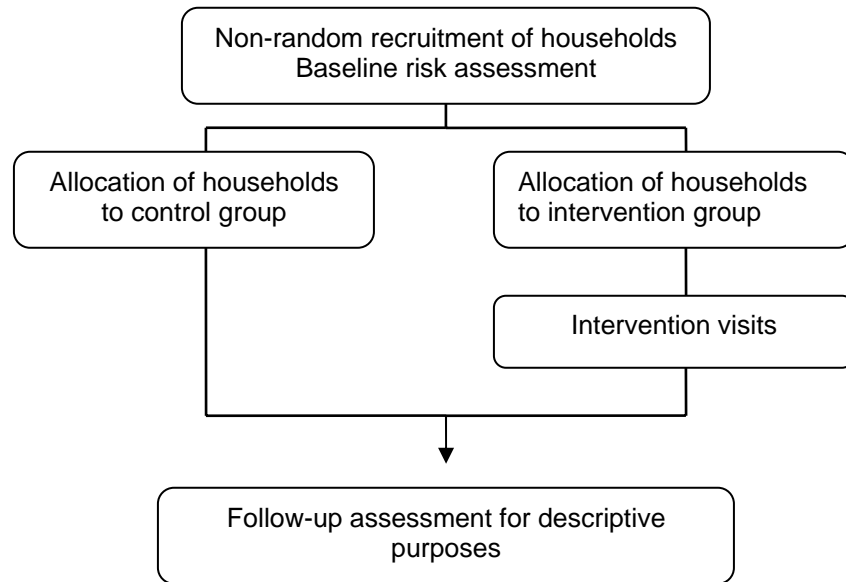 Non-random recruitment of households
Baseline risk assessment
Allocation of households
to control group
Allocation of households
to intervention group
Intervention visits
Follow-up assessment for descriptive
purposes